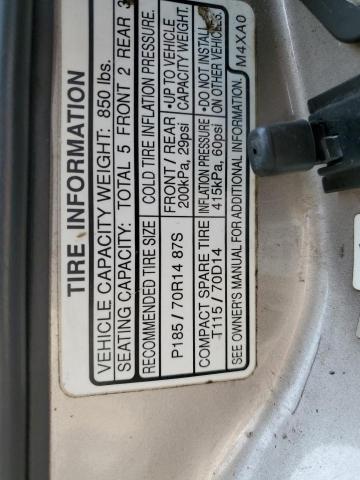 TIRE INFORMATION
VEHICLE CAPACITY WEIGHT: 850 lbs.
SEATING CAPACITY: TOTAL 5 FRONT 2 REAR 3
RECOMMENDED TIRE SIZE COLD TIRE INFLATION PRESSURE.
P185 / 70R14 87S
FRONT / REAR
200kPa, 29psi
•UP TO VEHICLE
CAPACITY WEIGHT
COMPACT SPARE TIRE
T115 / 70D14
INFLATION PRESSURE
415kPa, 60psi
•DO NOT INSTALL
ON OTHER VEHICLES.
SEE OWNER'S MANUAL FOR ADDITIONAL INFORMATION. M4XA0